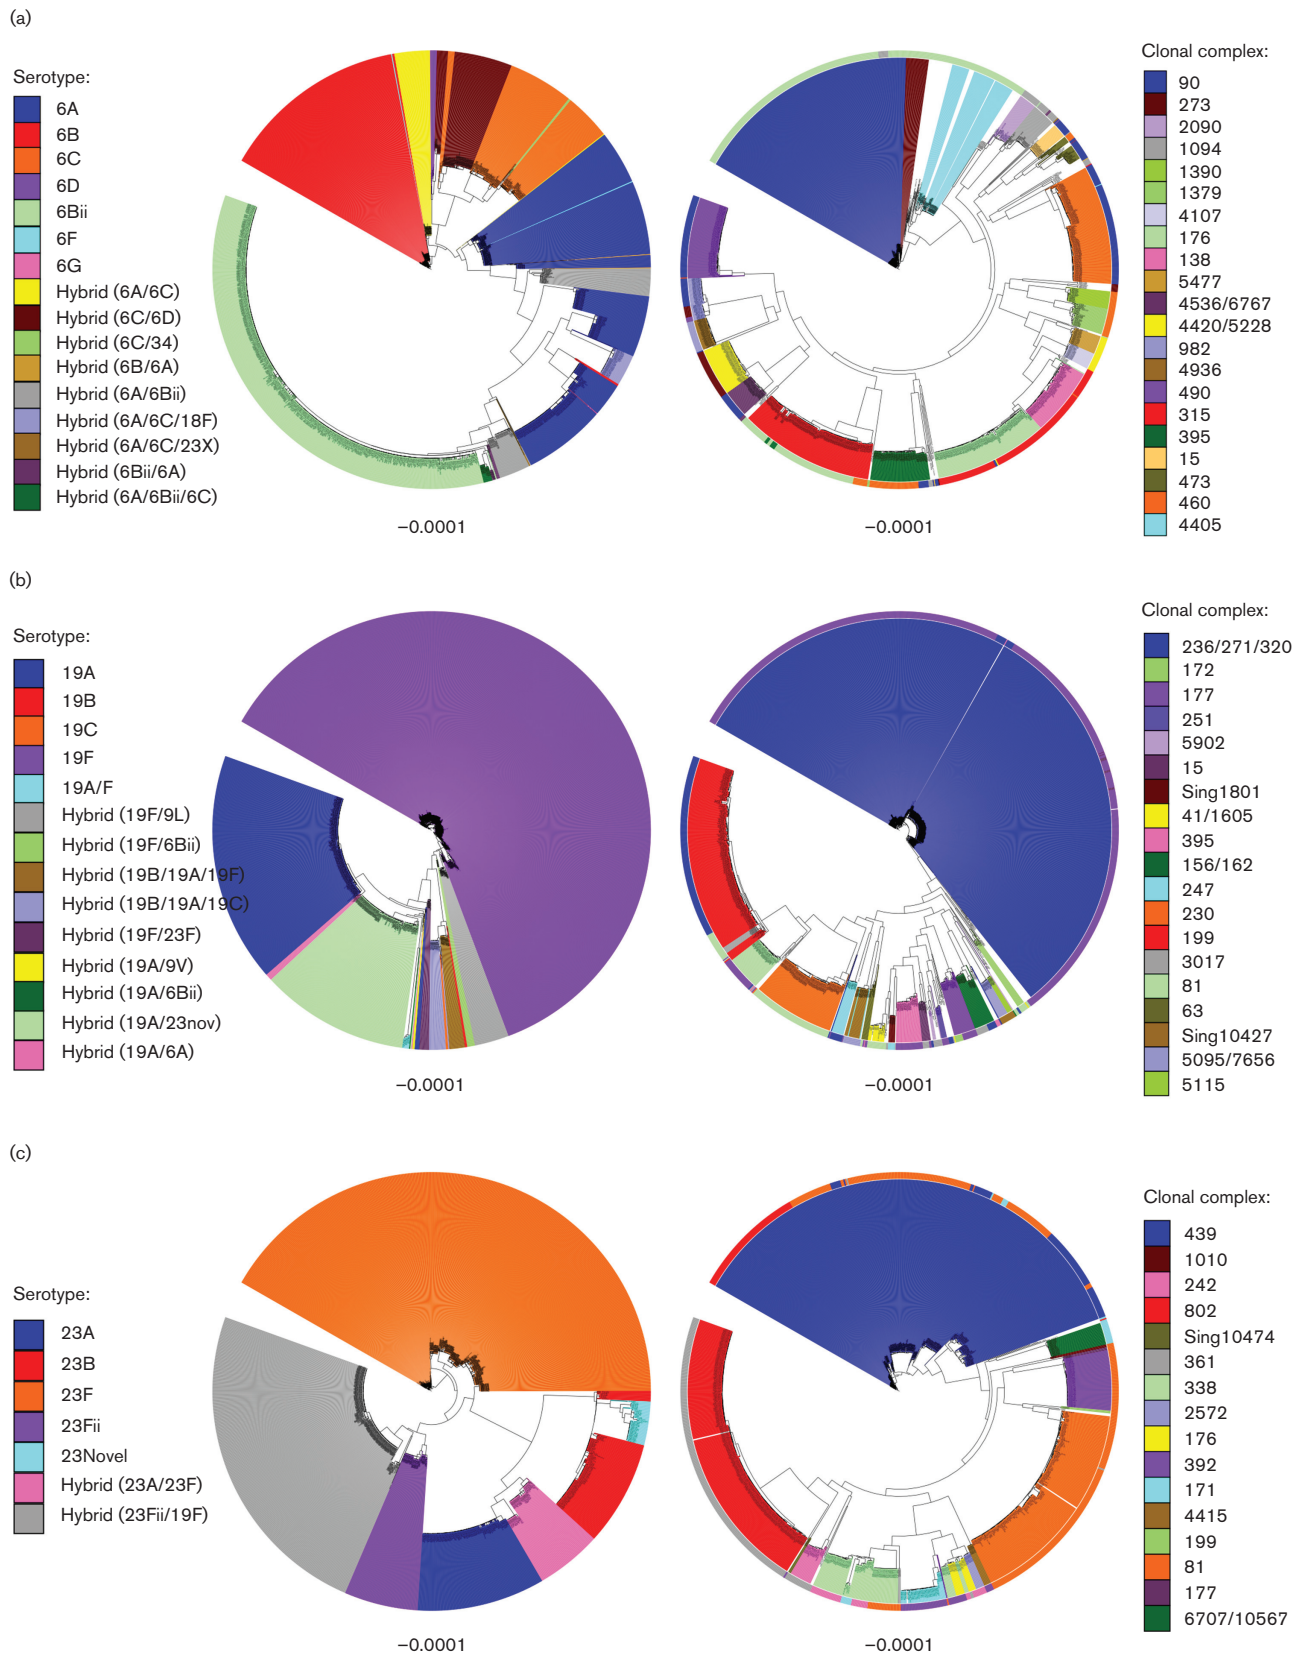 (a)
Serotype:
6A
6B
6C
6D
6Bii
6F
6G
Hybrid (6A/6C)
Hybrid (6C/6D)
Hybrid (6C/34)
Hybrid (6B/6A)
Hybrid (6A/6Bii)
Hybrid (6A/6C/18F)
Hybrid (6A/6C/23X)
Hybrid (6Bii/6A)
Hybrid (6A/6Bii/6C)
−0.0001
−0.0001
Clonal complex:
90
273
2090
1094
1390
1379
4107
176
138
5477
4536/6767
4420/5228
982
4936
490
315
395
15
473
460
4405
(b)
Serotype:
19A
19B
19C
19F
19A/F
Hybrid (19F/9L)
Hybrid (19F/6Bii)
Hybrid (19B/19A/19F)
Hybrid (19B/19A/19C)
Hybrid (19F/23F)
Hybrid (19A/9V)
Hybrid (19A/6Bii)
Hybrid (19A/23nov)
Hybrid (19A/6A)
−0.0001
−0.0001
Clonal complex:
236/271/320
172
177
251
5902
15
Sing1801
41/1605
395
156/162
247
230
199
3017
81
63
Sing10427
5095/7656
5115
(c)
Serotype:
23A
23B
23F
23Fii
23Novel
Hybrid (23A/23F)
Hybrid (23Fii/19F)
−0.0001
−0.0001
Clonal complex:
439
1010
242
802
Sing10474
361
338
2572
176
392
171
4415
199
81
177
6707/10567